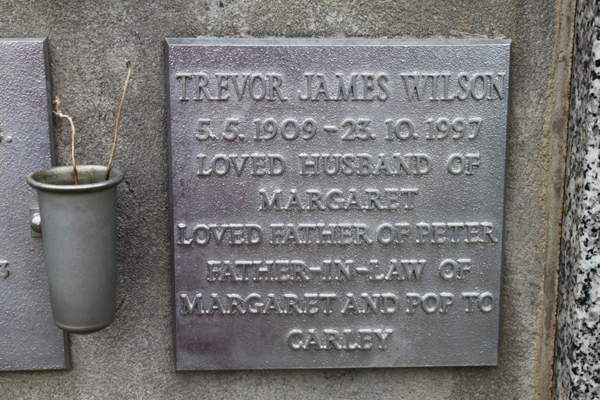 TREVOR JAMES WILSON
5.5.1909-23.10.1997
LOVED HUSBAND OF
MARGARET
LOVED FATHER OF PETER
FATHER-IN-LAW OF
MARGARET AND POP TO
CARLEY
3